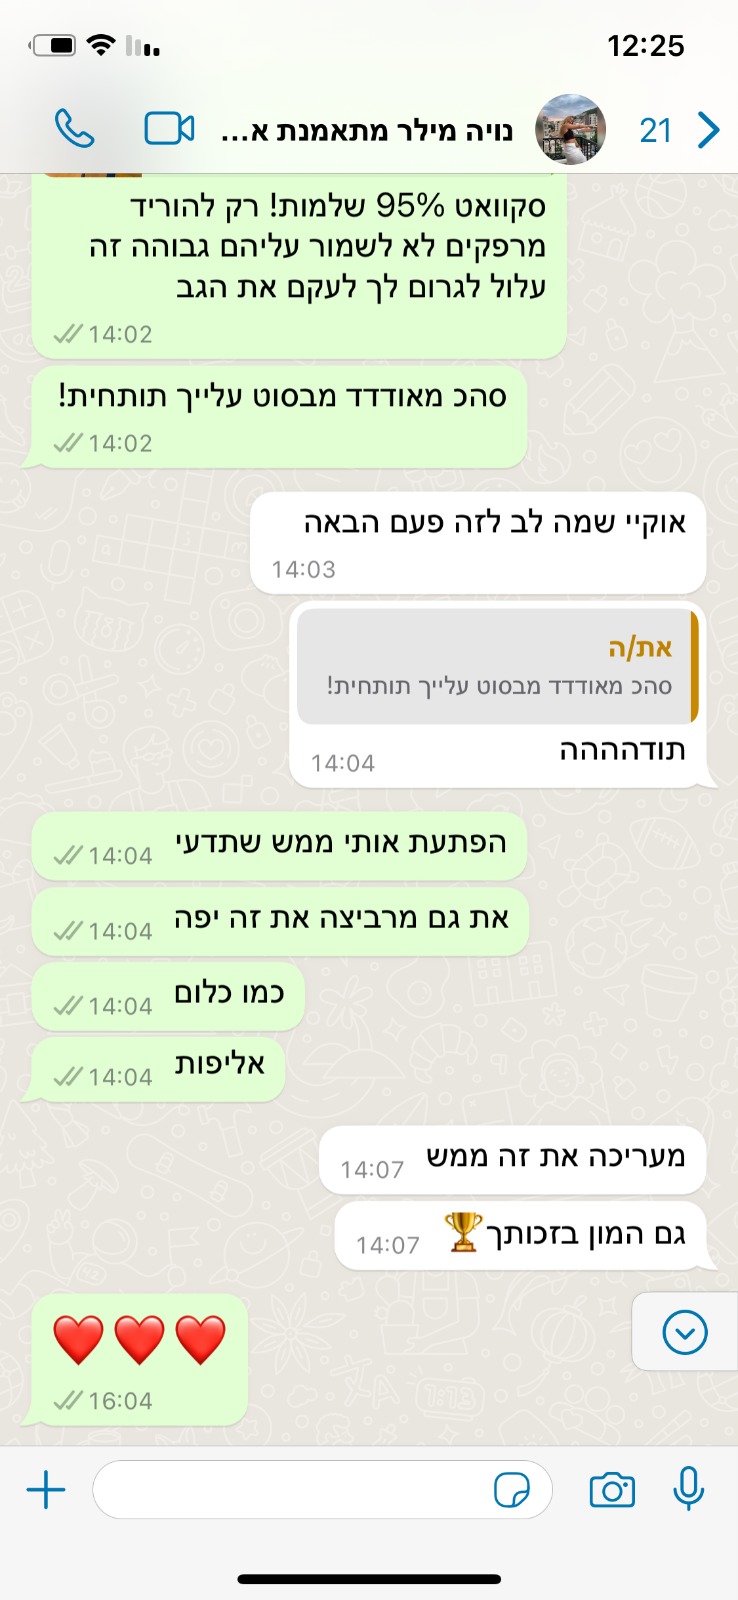 12:25
נויה מילר מתאמנת א...
21
סקוואט 95% שלמות! רק להוריד
מרפקים לא לשמור עליהם גבוהה זה
עלול לגרום לך לעקם את הגב
14:02
סהכ מאודדד מבסוט עלייך תותחית!
14:02
אוקיי שמה לב לזה פעם הבאה
14:03
את/ה
סהכ מאודדד מבסוט עלייך תותחית!
תודהההה
14:04
הפתעת אותי ממש שתדעי
14:04
את גם מרביצה את זה יפה
14:04
כמו כלום
14:04
אליפות
14:04
מעריכה את זה ממש
14:07
גם המון בזכותך🏆
14:07
❤️❤️❤️
16:04